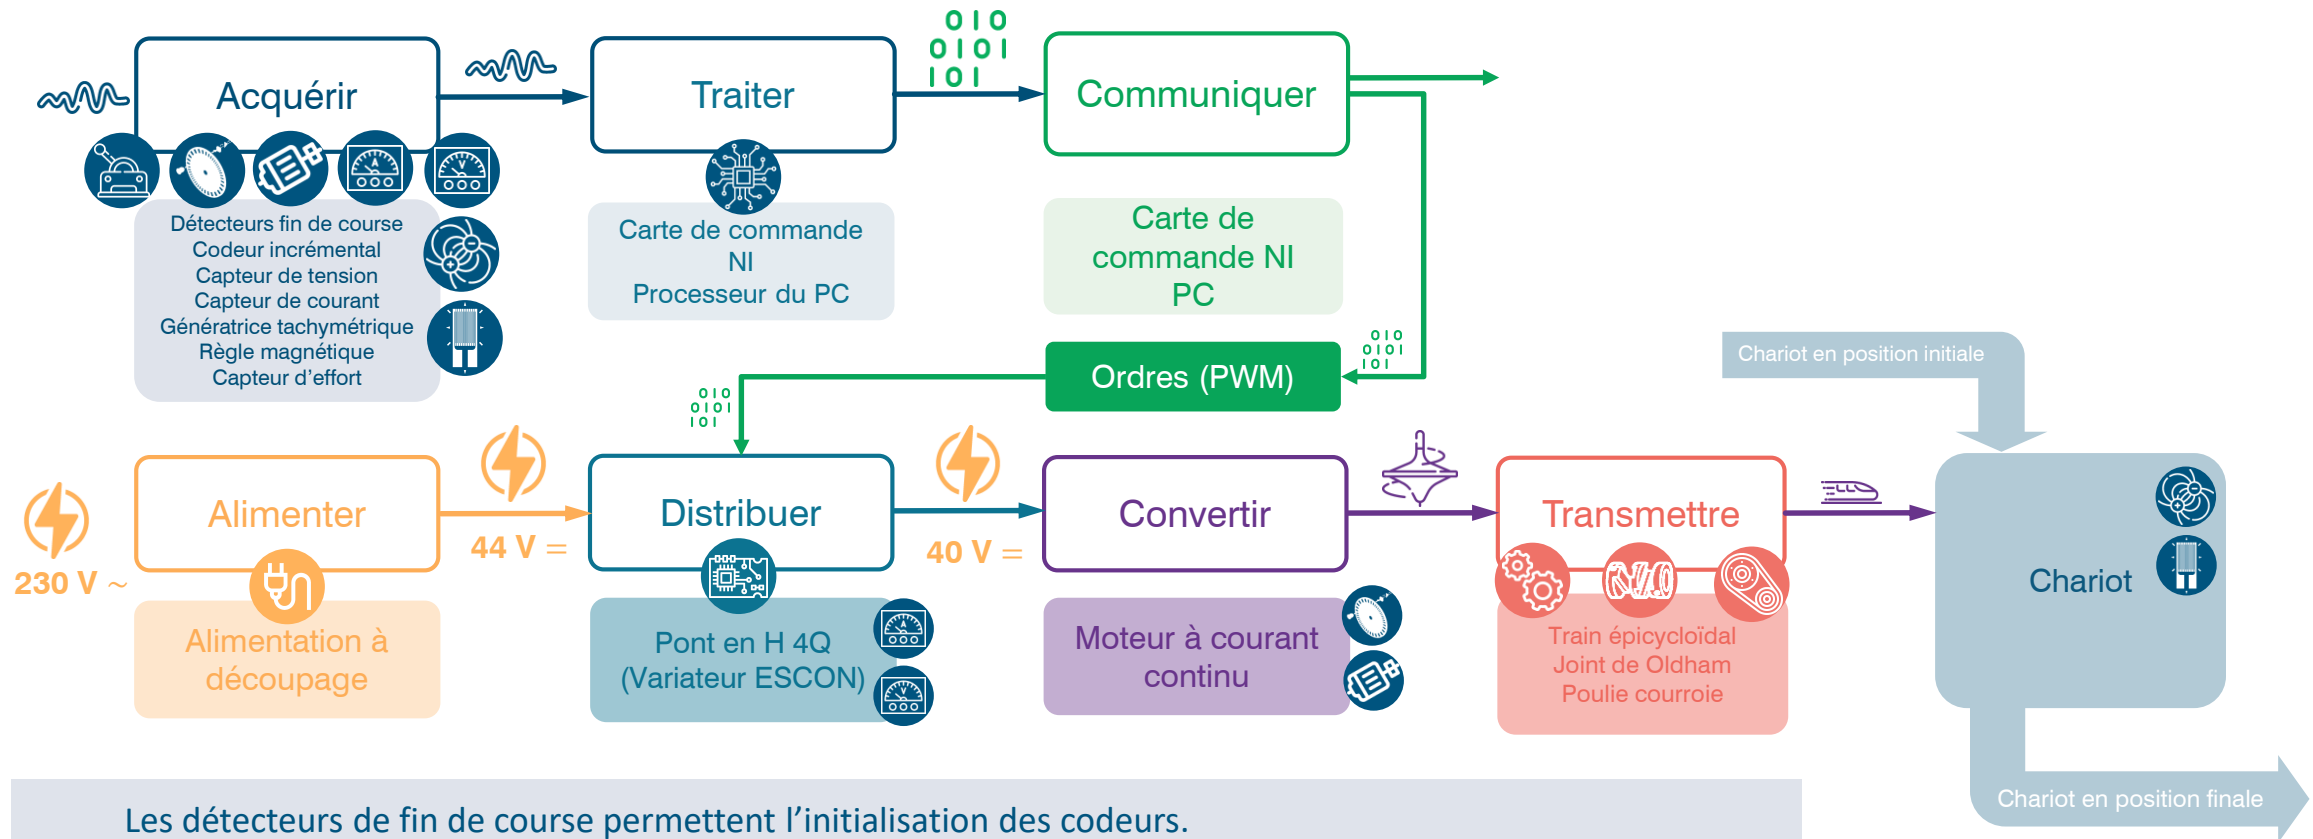 010
0101
101
Acquérir
Traiter
Communiquer
Détecteurs fin de course
Codeur incrémental
Capteur de tension
Capteur de courant
Génératrice tachymétrique
Règle magnétique
Capteur d’effort
Carte de commande
NI
Processeur du PC
Carte de
commande NI
PC
Chariot en position initiale
010
0101
101
Ordres (PWM)
010
0101
101
230 V ~
Alimenter
44 V =
Distribuer
40 V =
Convertir
Transmettre
Chariot
Alimentation à
découpage
Pont en H 4Q
(Variateur ESCON)
Moteur à courant
continu
Train épicycloïdal
Joint de Oldham
Poulie courroie
Chariot en position finale
Les détecteurs de fin de course permettent l’initialisation des codeurs.